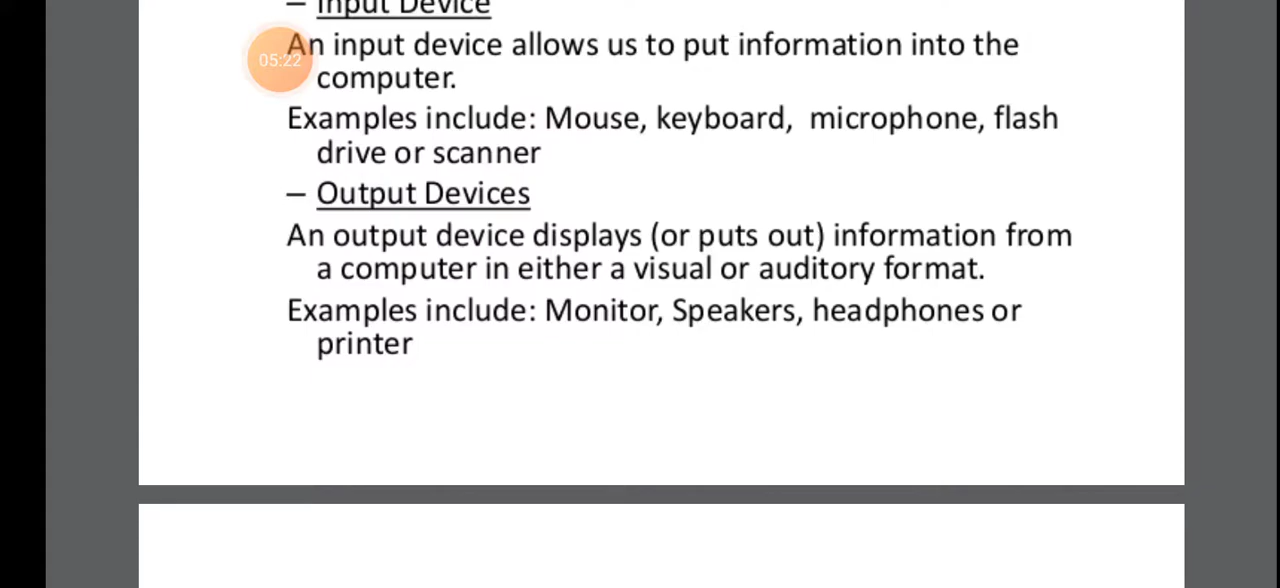 – Input Device
An input device allows us to put information into the
05:22
computer.
Examples include: Mouse, keyboard, microphone, flash
drive or scanner
– Output Devices
An output device displays (or puts out) information from
a computer in either a visual or auditory format.
Examples include: Monitor, Speakers, headphones or
printer